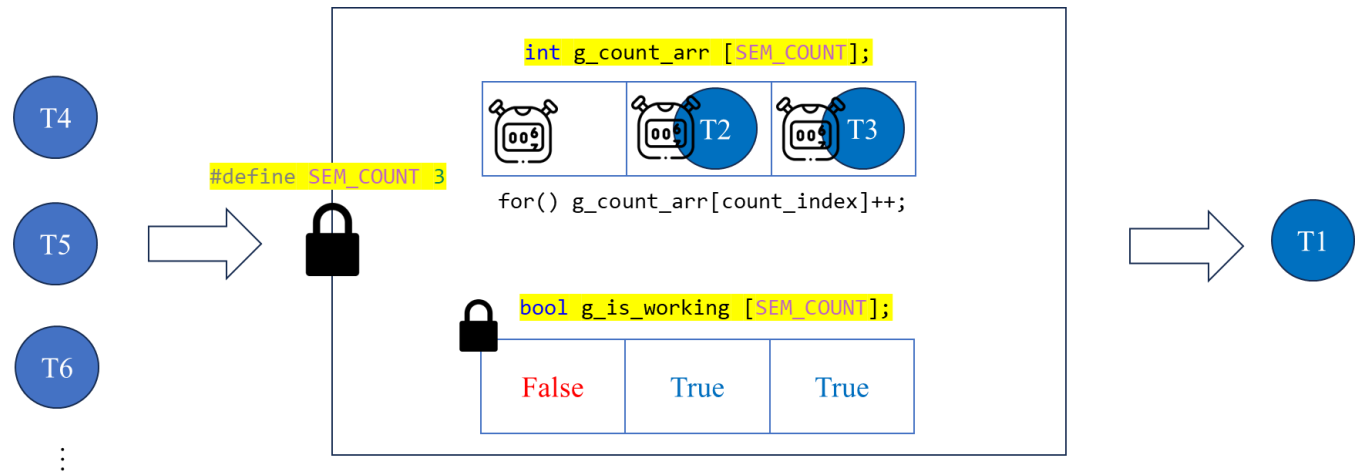 int g_count_arr [SEM_COUNT];
T4
T2
T3
#define SEM_COUNT 3
for() g_count_arr[count_index]++;
T5
T1
bool g_is_working [SEM_COUNT];
T6
False
True
True
⋮